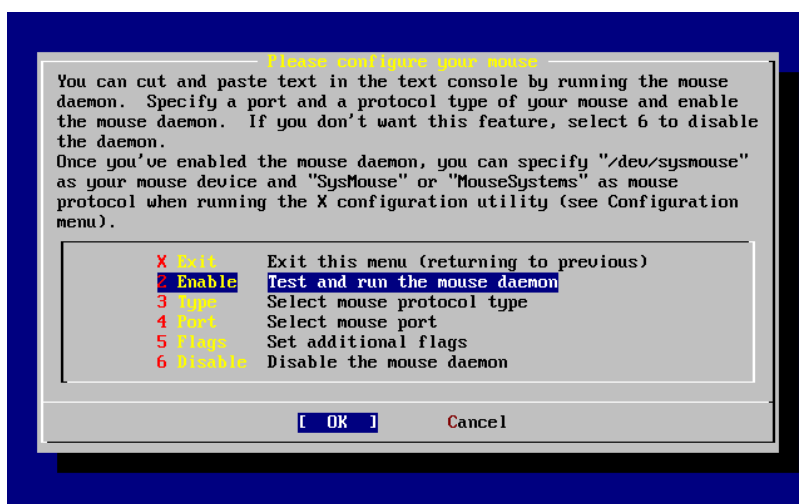 Please configure your mouse
You can cut and paste text in the text console by running the mouse
daemon.  Specify a port and a protocol type of your mouse and enable
the mouse daemon.  If you don't want this feature, select 6 to disable
the daemon.
Once you've enabled the mouse daemon, you can specify "/dev/sysmouse"
as your mouse device and "SysMouse" or "MouseSystems" as mouse
protocol when running the X configuration utility (see Configuration
menu).
X Exit Exit this menu (returning to previous)
2 Enable Test and run the mouse daemon
3 Type Select mouse protocol type
4 Port Select mouse port
5 Flags Set additional flags
6 Disable Disable the mouse daemon
[ OK ] Cancel